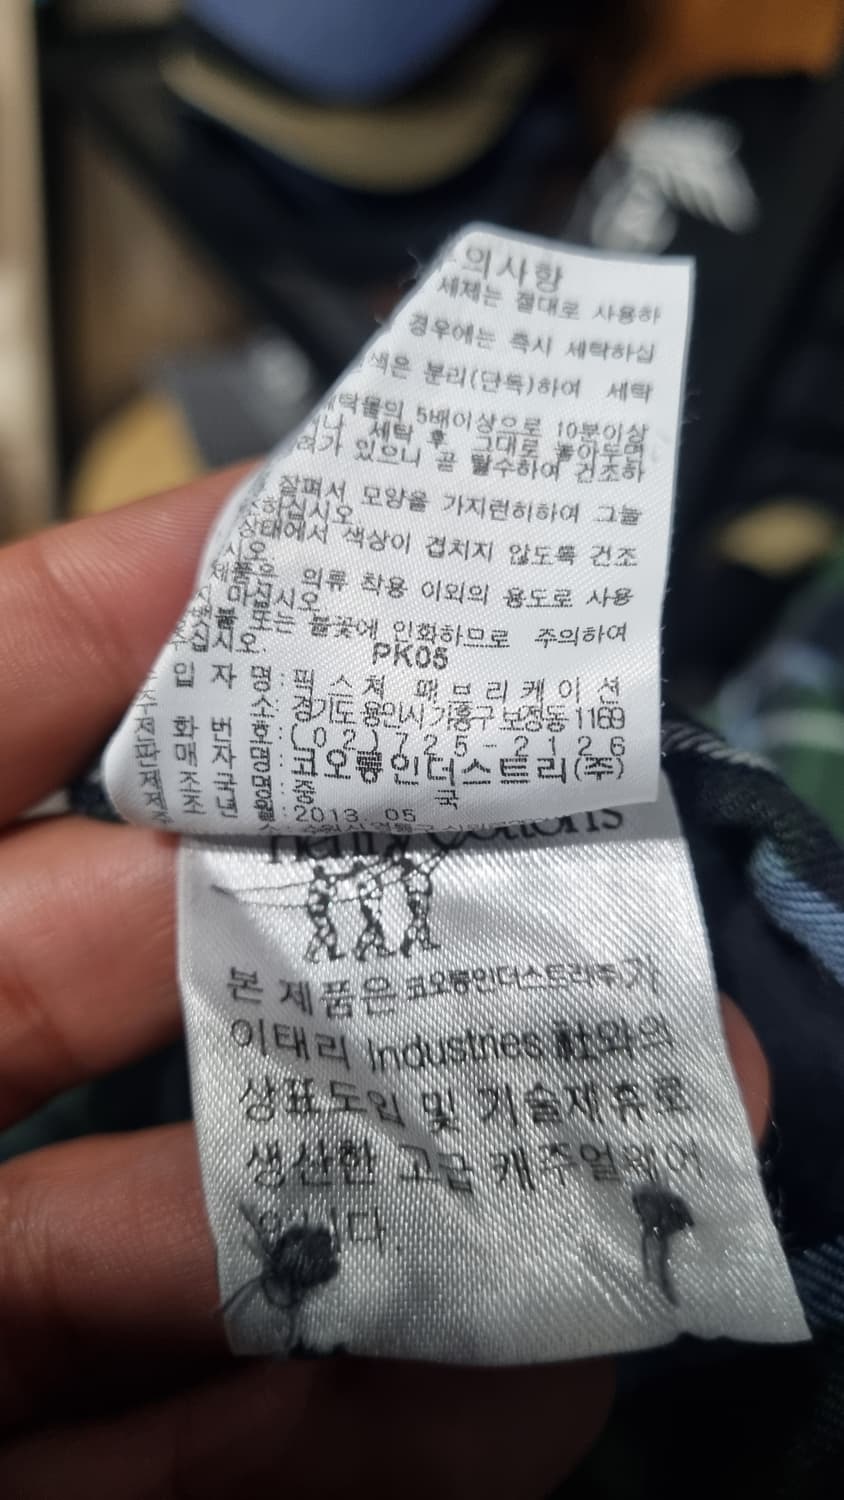 의사항
세제는 절대로 사용하
경우에는 즉시 세탁하십
색은 분리(단독)하여 세탁
세탁물의 5배이상으로 10분이상
거나 세탁 후 그대로 놓아두면
려가 있으니 곧 탈수하여 건조하
잘펴서 모양을 가지런히하여 그늘
하십시오
상태에서 색상이 겹치지 않도록 건조
시오
제품은 의류 착용 이외의 용도로 사용
마십시오
또는 불꽃에 인화하므로 주의하여
십시오.
PK05
입 자 명: 픽 스 쳐 패 브 리 케 이 션
소: 경기도 용인시 기흥구 보정동 1169
화 번 호: (02)725-2126
매 자 명: 코오롱인더스트리(주)
조 국 명: 중 국
조 년 월: 2013. 05
Henry Cottons
본 제품은 코오롱인더스트리(주)가
이태리 Industries 社와의
상표도입 및 기술제휴로
생산한 고급 캐주얼웨어
입니다.